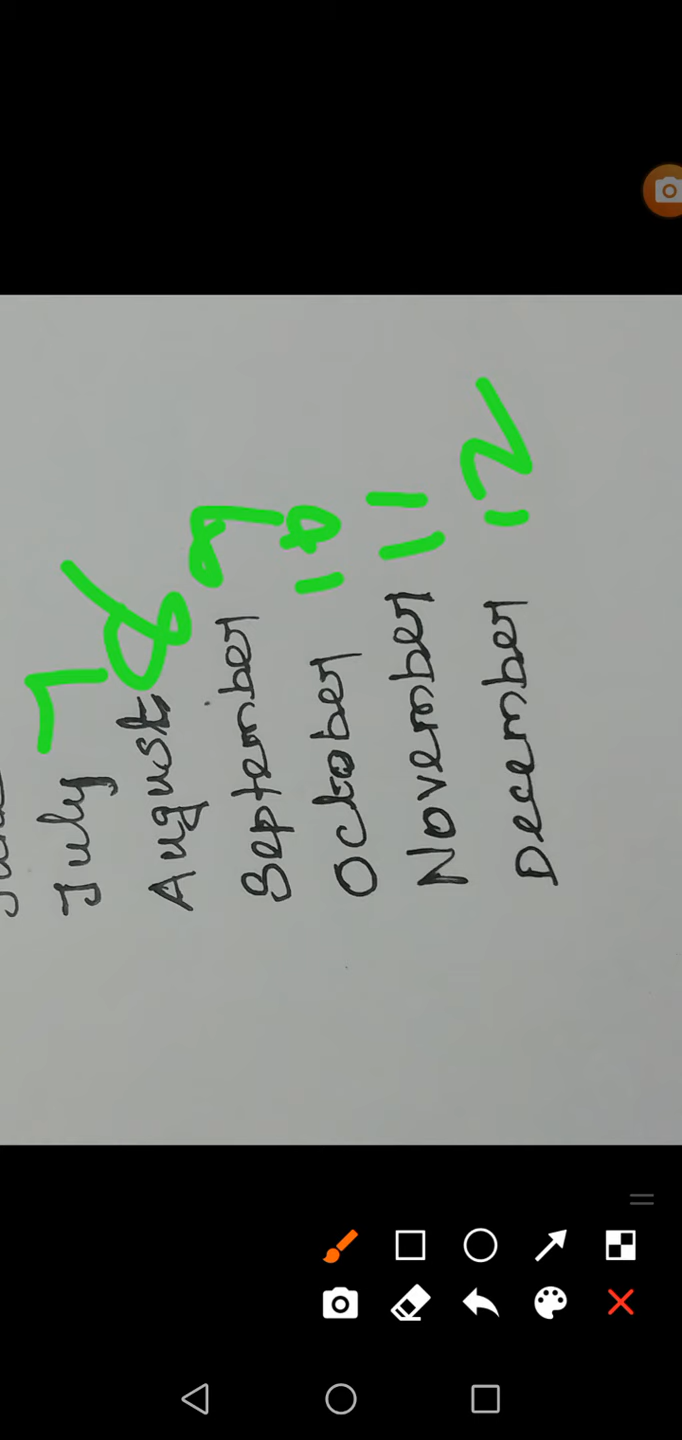 July 7
August 8
September 9
October 10
November 11
December 12